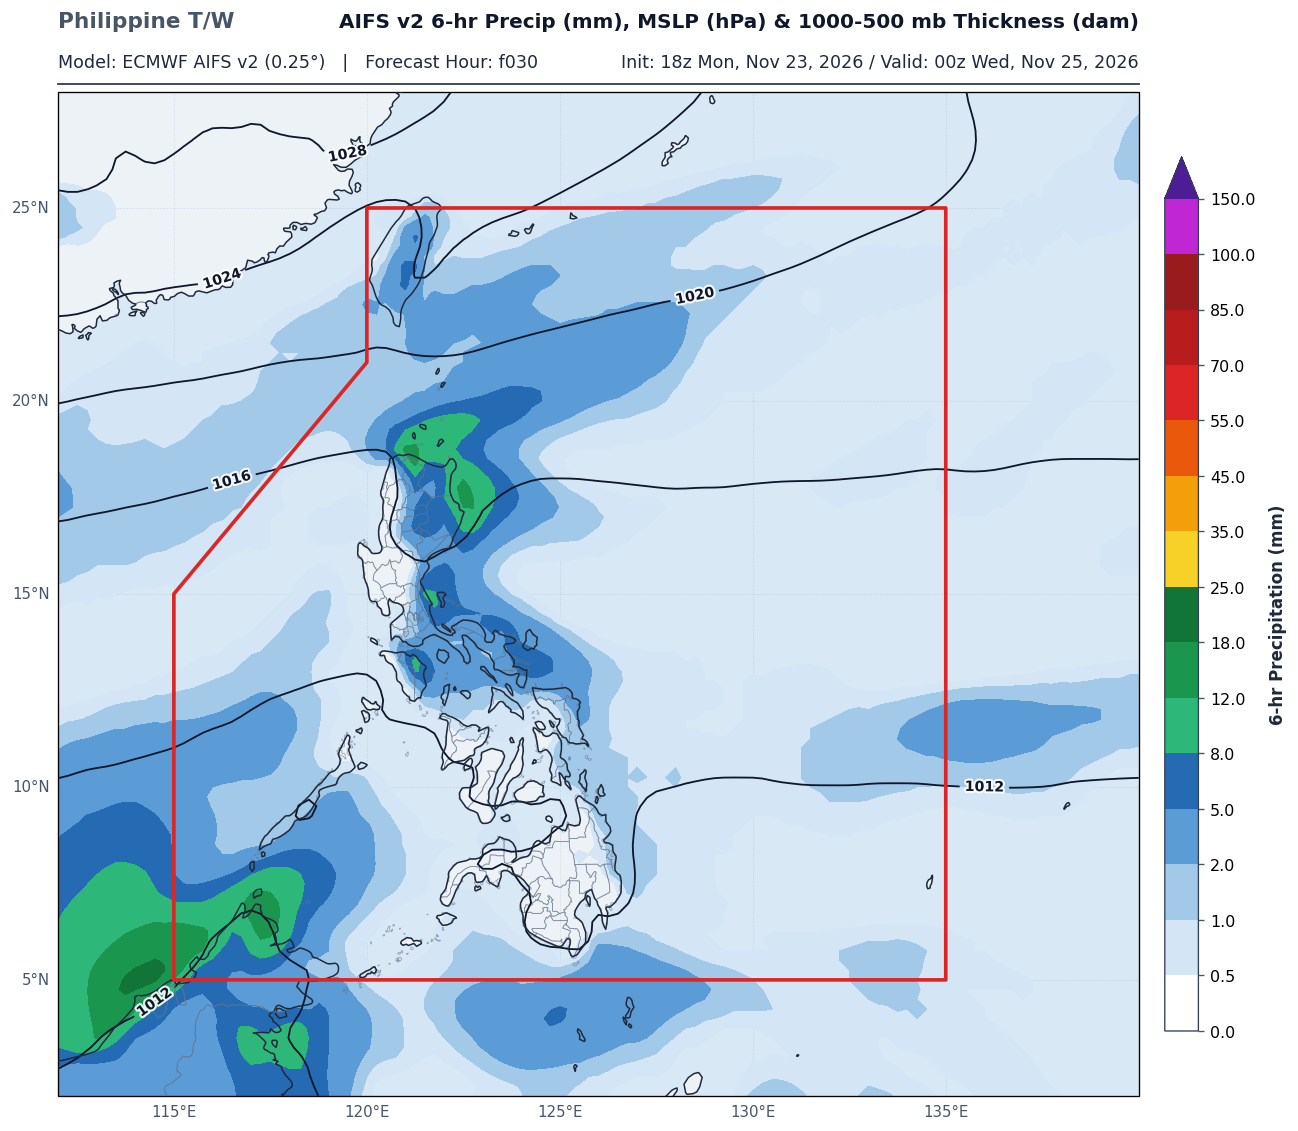 Philippine T/W
AIFS v2 6-hr Precip (mm), MSLP (hPa) & 1000-500 mb Thickness (dam)
Model: ECMWF AIFS v2 (0.25°) | Forecast Hour: f030
Init: 18z Mon, Nov 23, 2026 / Valid: 00z Wed, Nov 25, 2026
1028
1024
1020
1016
1012
1012
25°N
20°N
15°N
10°N
5°N
115°E
120°E
125°E
130°E
135°E
150.0
100.0
85.0
70.0
55.0
45.0
35.0
25.0
18.0
12.0
8.0
5.0
2.0
1.0
0.5
0.0
6-hr Precipitation (mm)